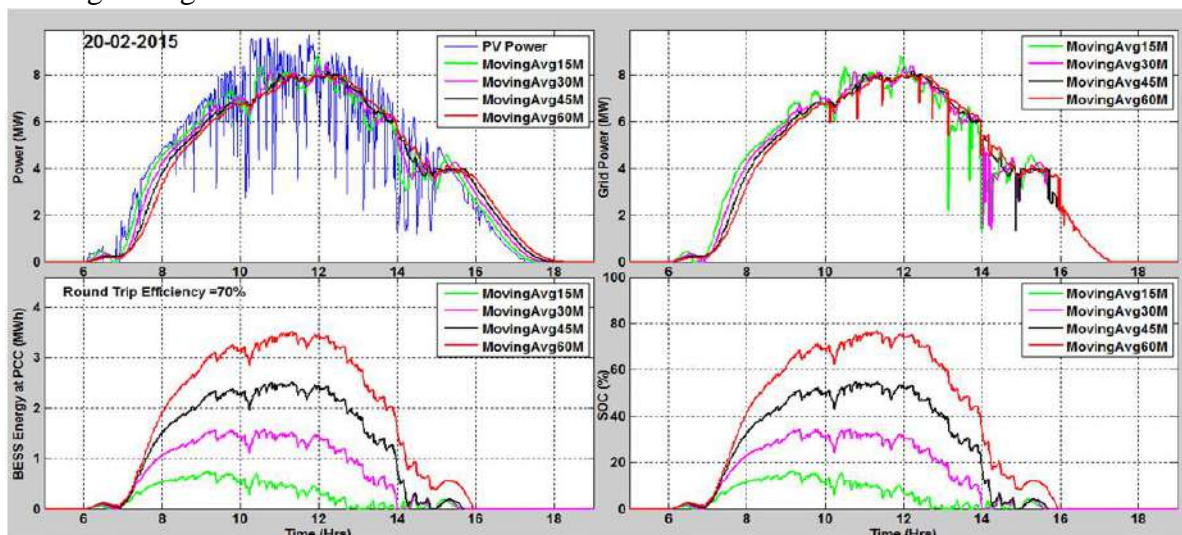 20-02-2015
PV Power
MovingAvg15M
MovingAvg30M
MovingAvg45M
MovingAvg60M
Power (MW)
8
6
4
2
0
6 8 10 12 14 16 18
MovingAvg15M
MovingAvg30M
MovingAvg45M
MovingAvg60M
Grid Power (MW)
8
6
4
2
0
6 8 10 12 14 16 18
Round Trip Efficiency =70%
MovingAvg15M
MovingAvg30M
MovingAvg45M
MovingAvg60M
BESS Energy at PCC (MWh)
4
3
2
1
0
6 8 10 12 14 16 18
Time (Hrs)
MovingAvg15M
MovingAvg30M
MovingAvg45M
MovingAvg60M
SOC (%)
100
80
60
40
20
0
6 8 10 12 14 16 18
Time (Hrs)